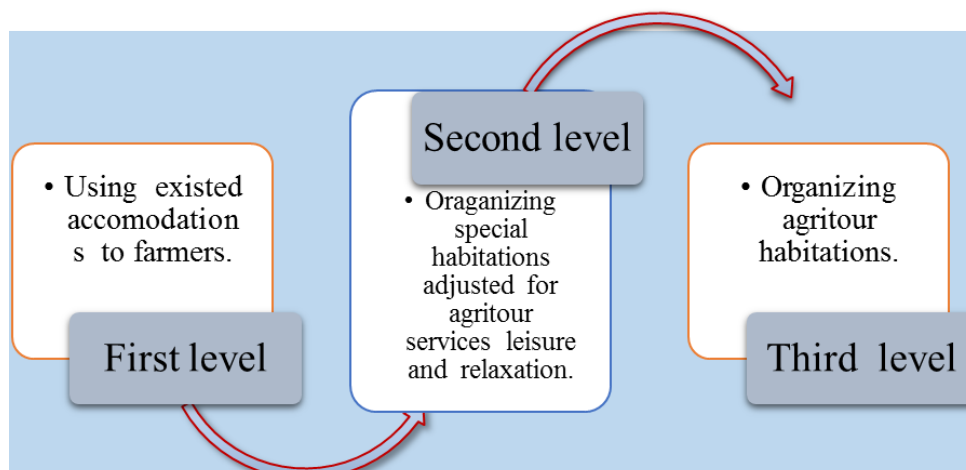 • Using existed
accomodation
s to farmers.
First level
Second level
• Oraganizing
special
habitations
adjusted for
agritour
services leisure
and relaxation.
• Organizing
agritour
habitations.
Third level